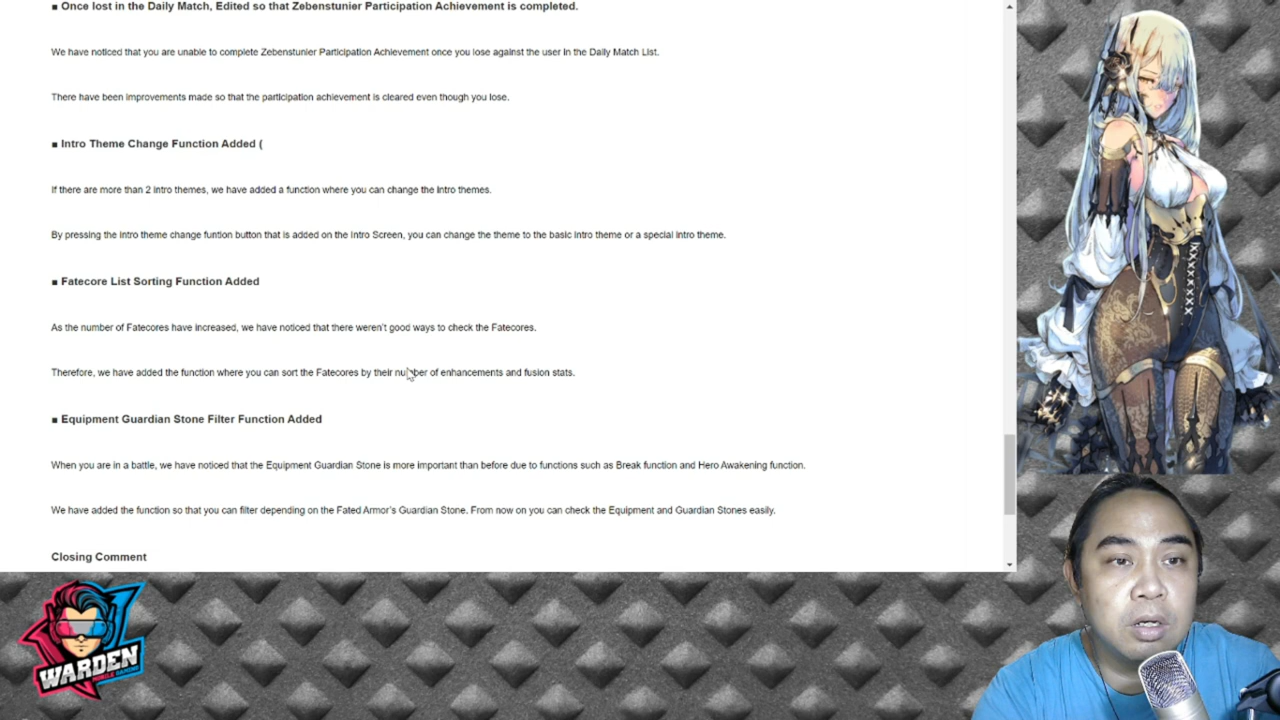 ■ Once lost in the Daily Match, Edited so that Zebenstunier Participation Achievement is completed.
We have noticed that you are unable to complete Zebenstunier Participation Achievement once you lose against the user in the Daily Match List.
There have been improvements made so that the participation achievement is cleared even though you lose.
■ Intro Theme Change Function Added (
If there are more than 2 intro themes, we have added a function where you can change the intro themes.
By pressing the intro theme change funtion button that is added on the Intro Screen, you can change the theme to the basic intro theme or a special intro theme.
■ Fatecore List Sorting Function Added
As the number of Fatecores have increased, we have noticed that there weren't good ways to check the Fatecores.
Therefore, we have added the function where you can sort the Fatecores by their number of enhancements and fusion stats.
■ Equipment Guardian Stone Filter Function Added
When you are in a battle, we have noticed that the Equipment Guardian Stone is more important than before due to functions such as Break function and Hero Awakening function.
We have added the function so that you can filter depending on the Fated Armor's Guardian Stone. From now on you can check the Equipment and Guardian Stones easily.
Closing Comment
WARDEN
MOBILE GAMING